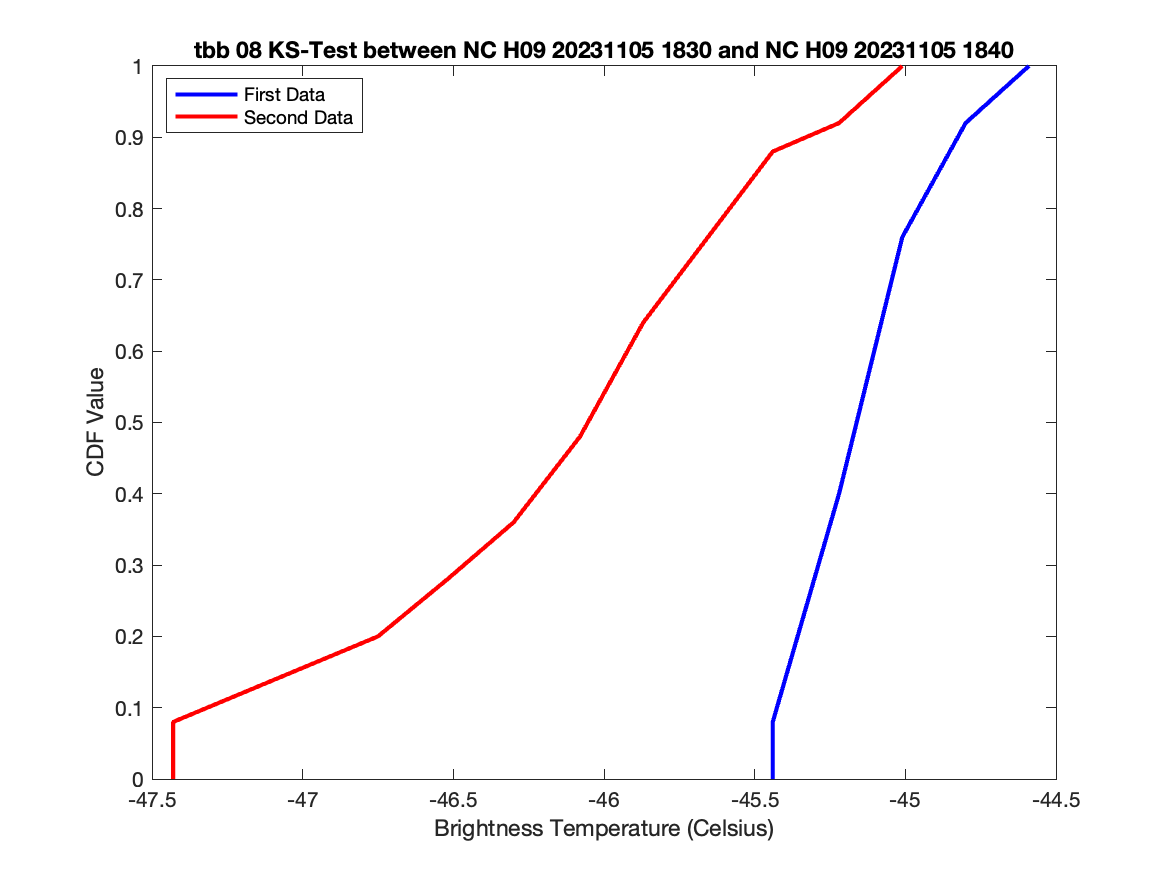 tbb 08 KS-Test between NC H09 20231105 1830 and NC H09 20231105 1840
First Data
Second Data
1
0.9
0.8
0.7
0.6
0.5
0.4
0.3
0.2
0.1
0
CDF Value
-47.5 -47 -46.5 -46 -45.5 -45 -44.5
Brightness Temperature (Celsius)